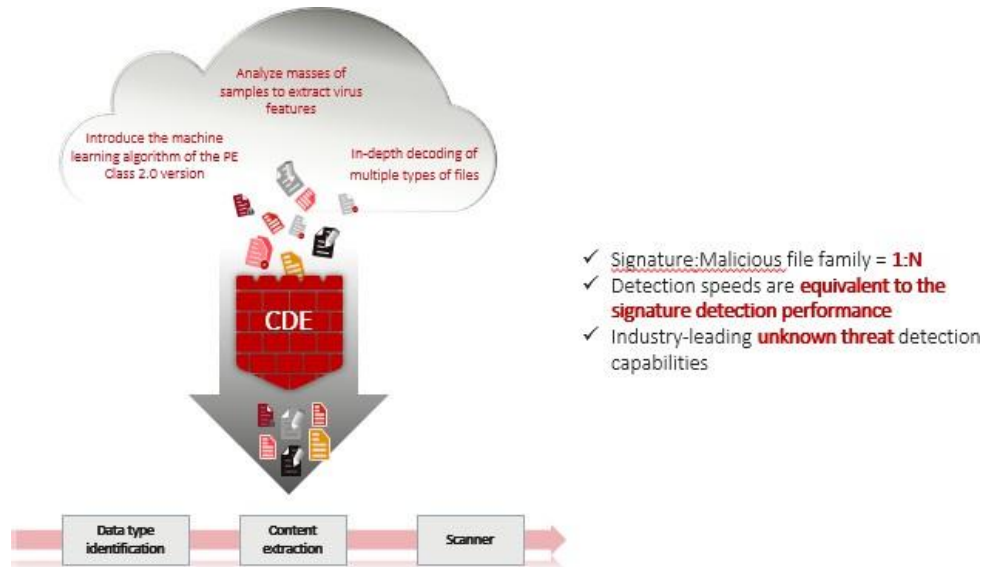 Analyze masses of
samples to extract virus
features
Introduce the machine
learning algorithm of the PE
Class 2.0 version
In-depth decoding of
multiple types of files
CDE
✓ Signature:Malicious file family = 1:N
✓ Detection speeds are equivalent to the
signature detection performance
✓ Industry-leading unknown threat detection
capabilities
Data type
identification
Content
extraction
Scanner